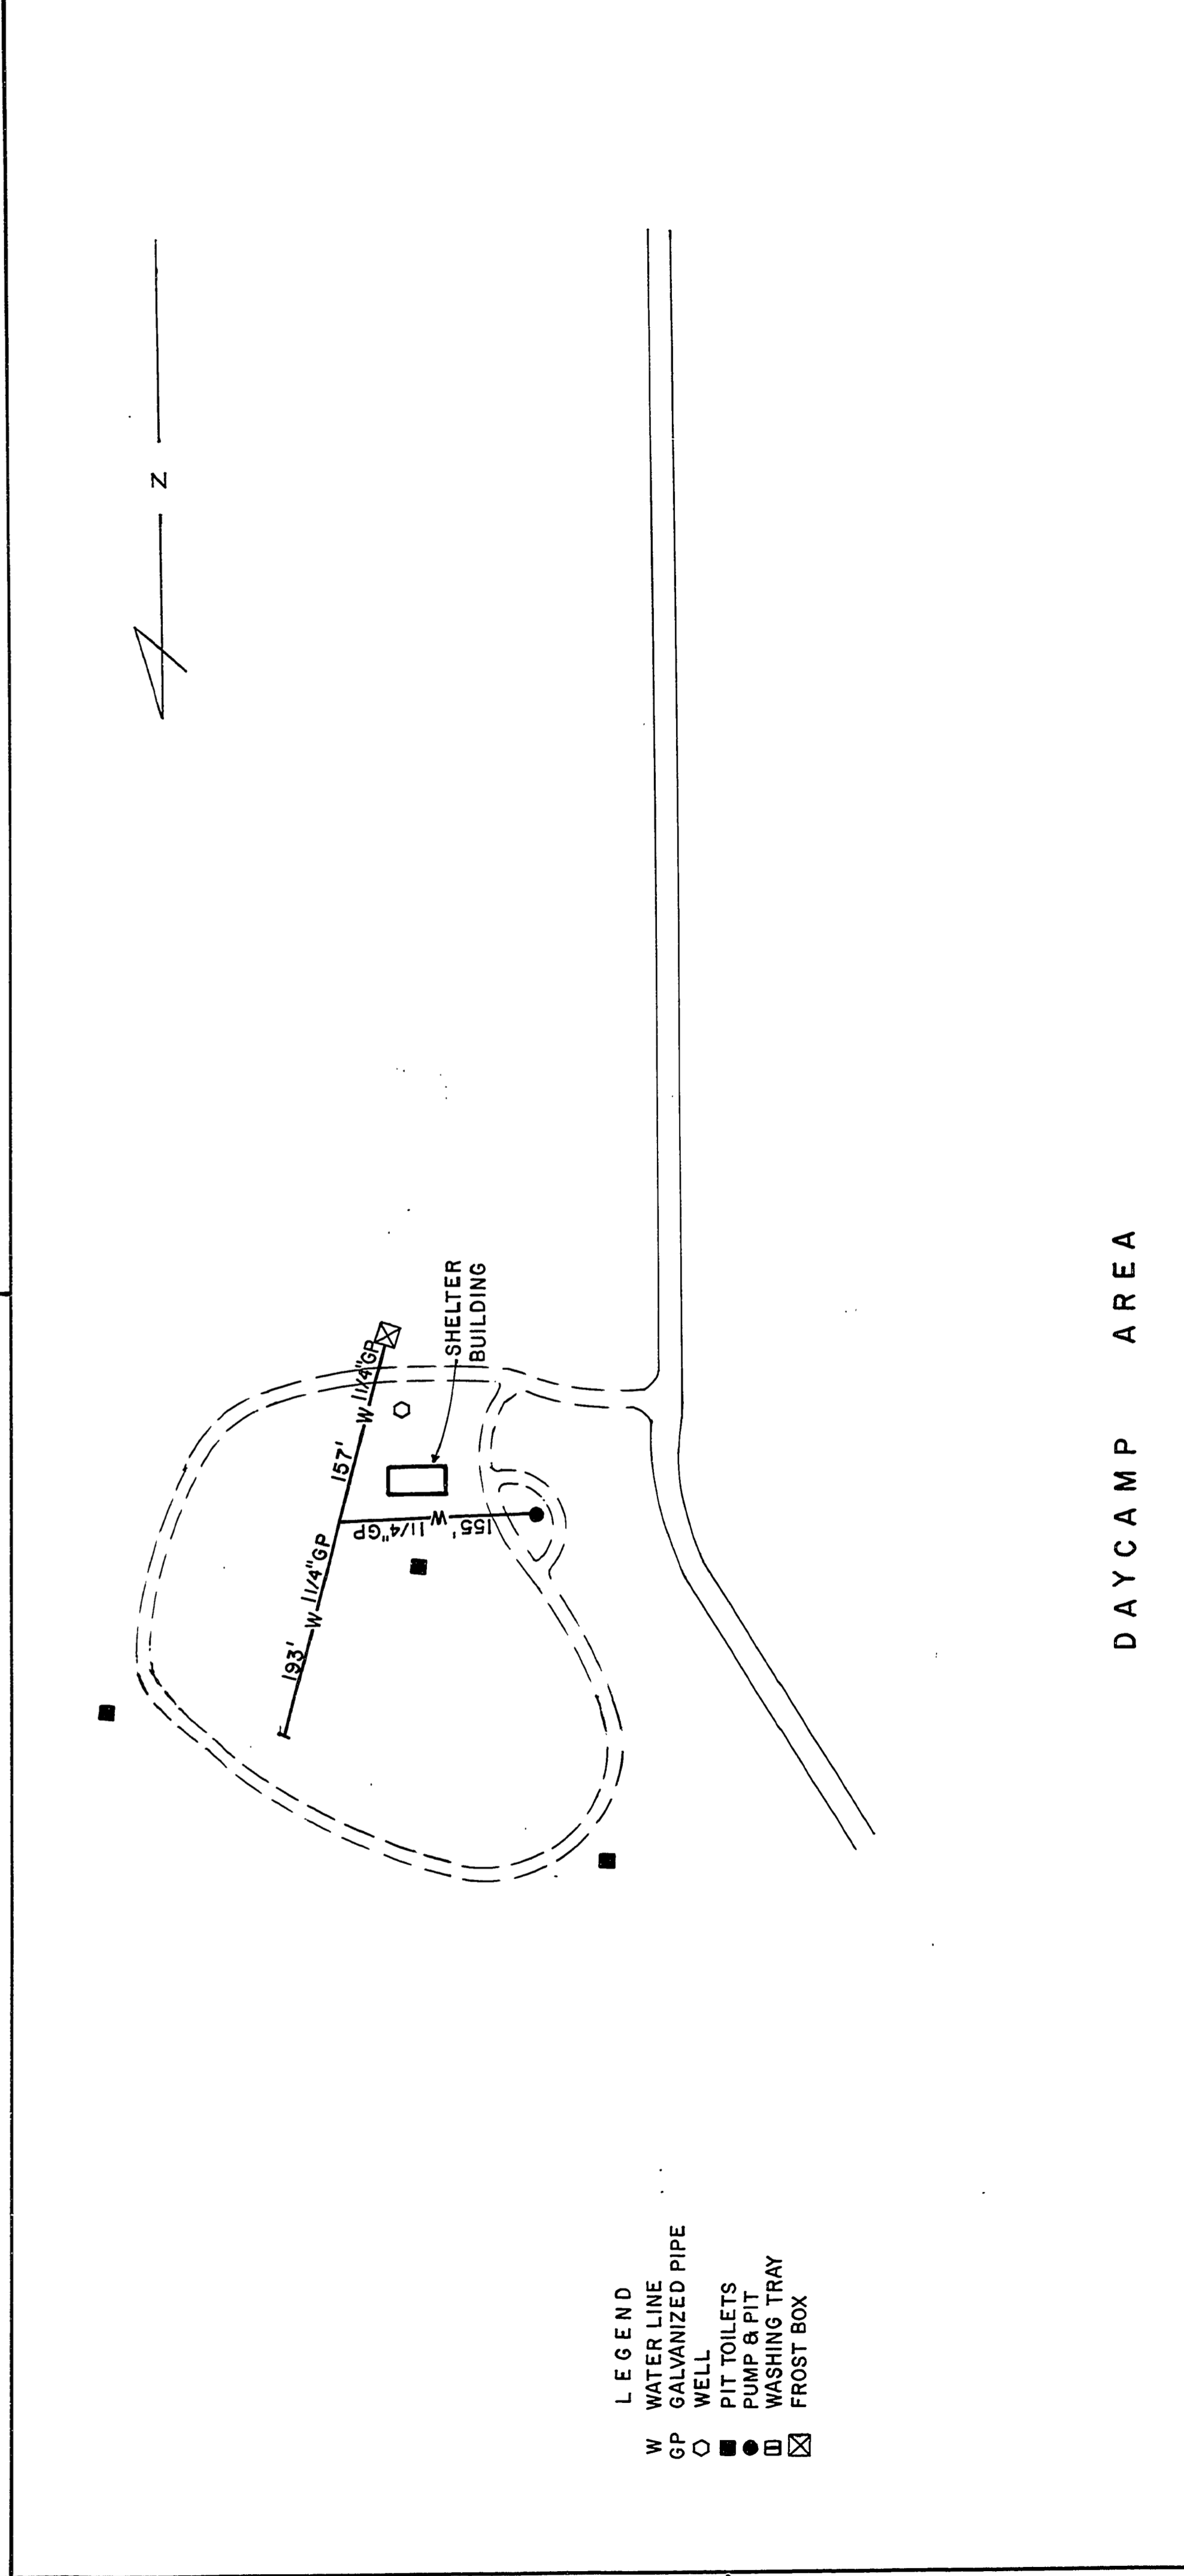 N
SHELTER
BUILDING
193'
W
1 1/4"GP
157'
W
1 1/4"GP
155'
W
1 1/4"GP
LEGEND
W WATER LINE
GP GALVANIZED PIPE
WELL
PIT TOILETS
PUMP & PIT
WASHING TRAY
FROST BOX
DAYCAMP AREA